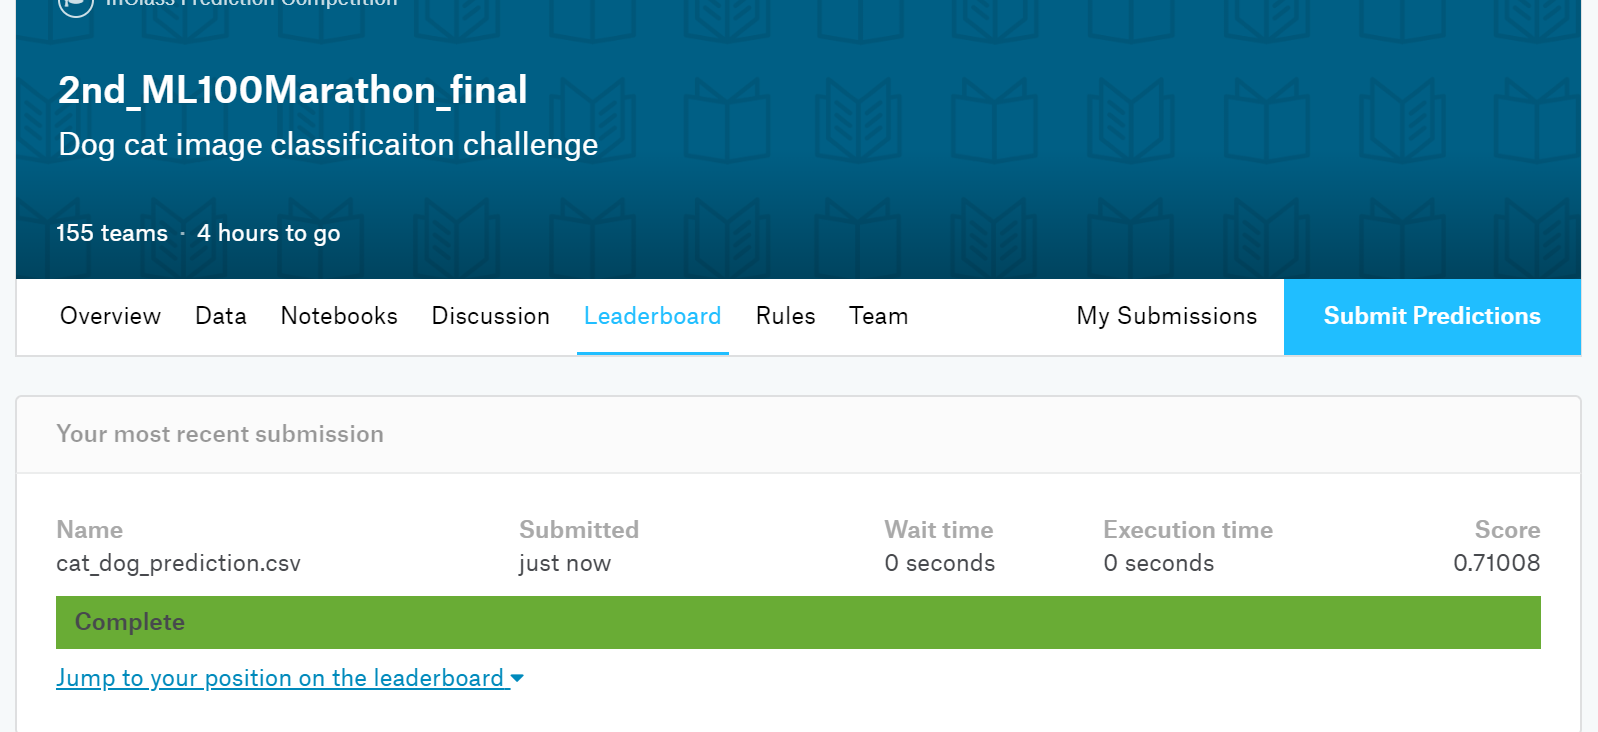 InClass Prediction Competition
2nd_ML100Marathon_final
Dog cat image classificaiton challenge
155 teams · 4 hours to go
Overview Data Notebooks Discussion Leaderboard Rules Team My Submissions Submit Predictions
Your most recent submission
Name Submitted Wait time Execution time Score
cat_dog_prediction.csv just now 0 seconds 0 seconds 0.71008
Complete
Jump to your position on the leaderboard